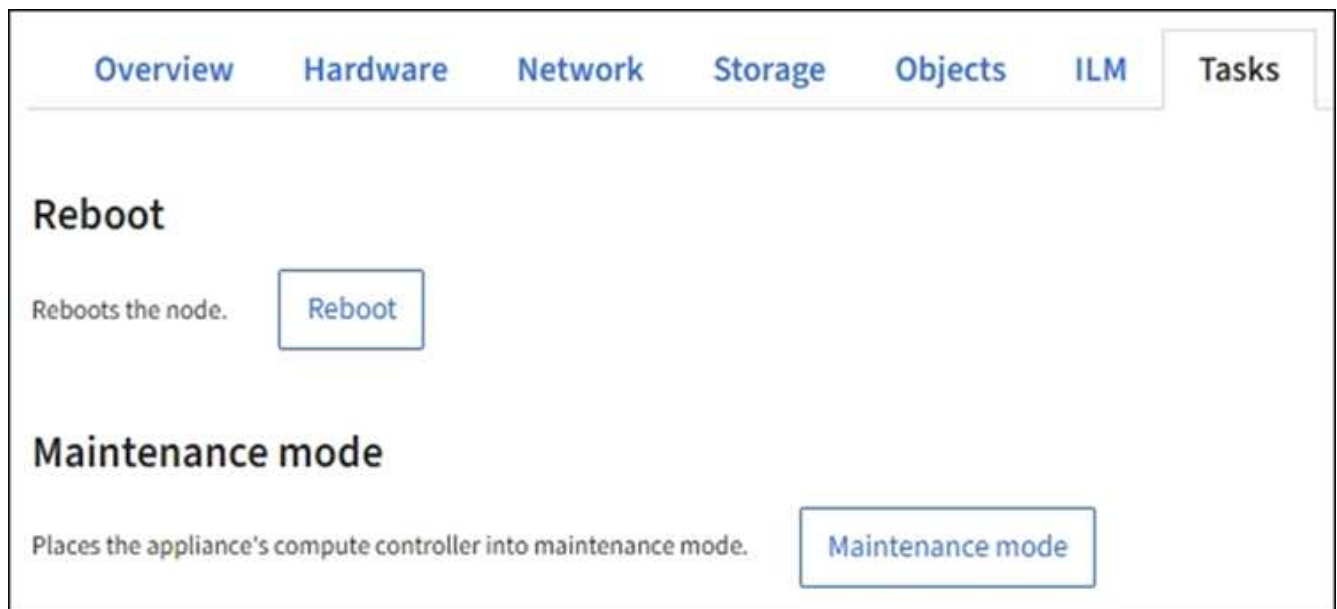 Overview Hardware Network Storage Objects ILM Tasks
Reboot
Reboots the node. Reboot
Maintenance mode
Places the appliance's compute controller into maintenance mode. Maintenance mode